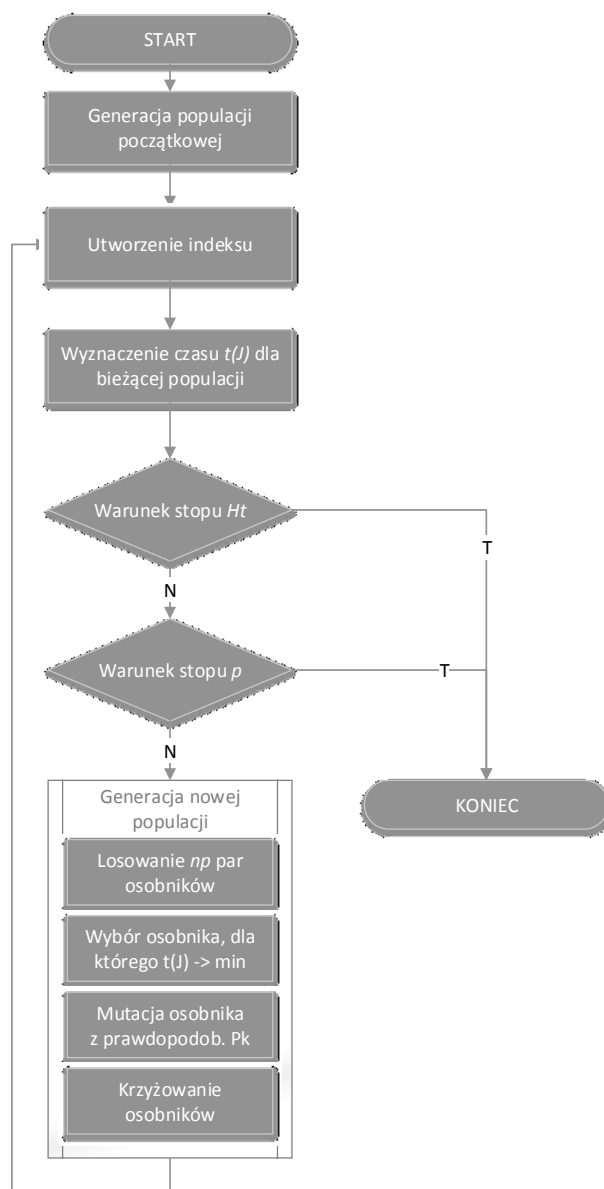 START
Generacja populacji
początkowej
Utworzenie indeksu
Wyznaczenie czasu t(J) dla
bieżącej populacji
Warunek stopu Ht
T
N
Warunek stopu p
T
N
Generacja nowej
populacji
KONIEC
Losowanie np par
osobników
Wybór osobnika, dla
którego t(J) -> min
Mutacja osobnika
z prawdopodob. Pk
Krzyżowanie
osobników